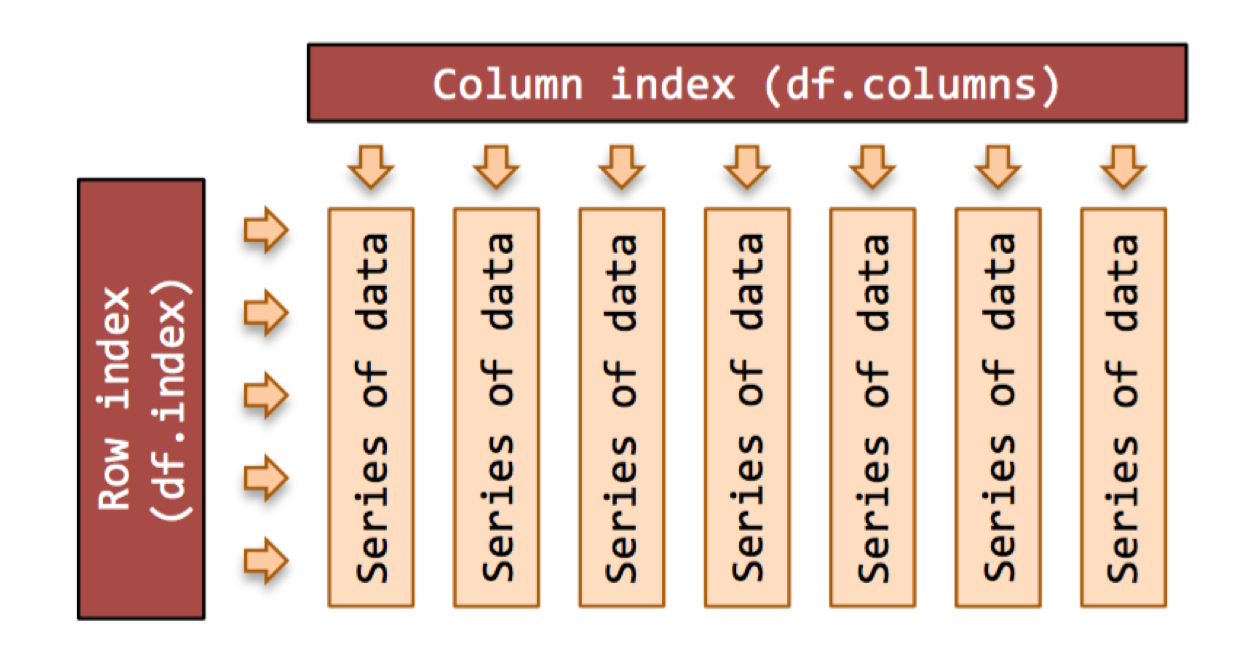 Column index (df.columns)
Row index
(df.index)
Series of data
Series of data
Series of data
Series of data
Series of data
Series of data
Series of data